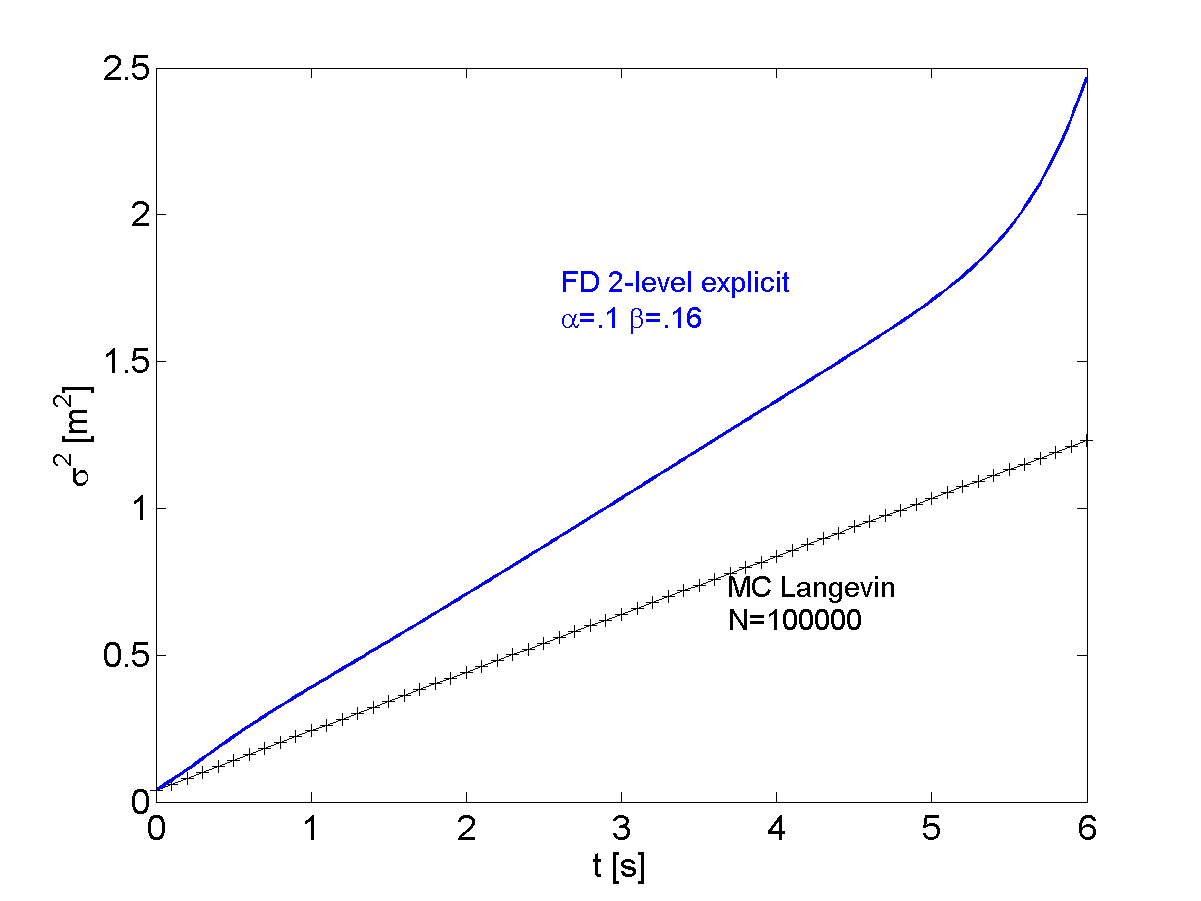 2.5
2
1.5
1
0.5
0
σ² [m²]
FD 2-level explicit
α=.1 β=.16
MC Langevin
N=100000
0 1 2 3 4 5 6
t [s]